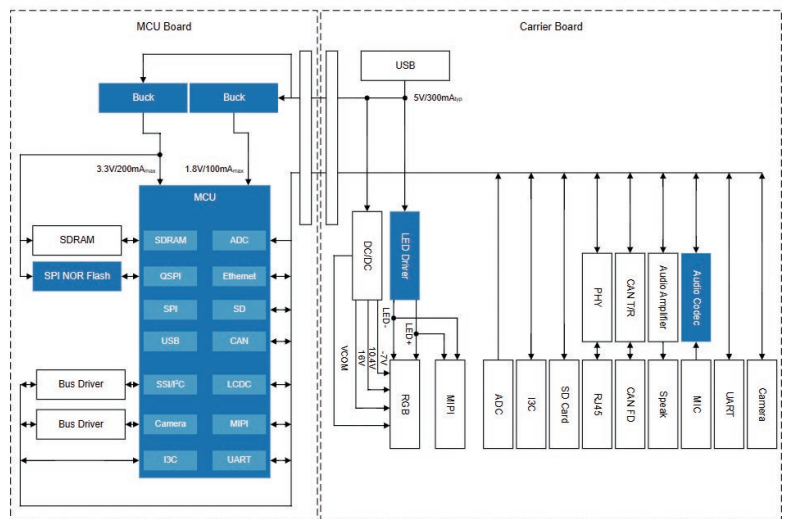 MCU Board
Carrier Board
USB
Buck
Buck
5V/300mAtyp
3.3V/200mAmax
1.8V/100mAmax
MCU
SDRAM
SDRAM
ADC
SPI NOR Flash
QSPI
Ethernet
SPI
SD
USB
CAN
Bus Driver
SSI/I²C
LCDC
Bus Driver
Camera
MIPI
I3C
UART
DC/DC
LED Driver
PHY
CAN T/R
Audio Amplifier
Audio Codec
VCOM
16V
10.4V
-7V
LED-
LED+
RGB
MIPI
ADC
I3C
SD Card
RJ45
CAN FD
Speak
MIC
UART
Camera